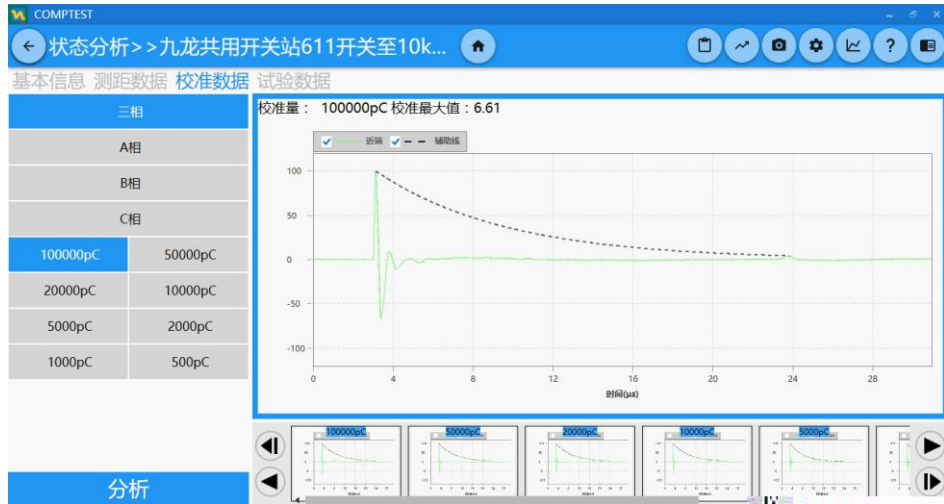 COMPTEST
状态分析>>九龙共用开关站611开关至10k...
基本信息 测距数据 校准数据 试验数据
三相
A相
B相
C相
100000pC 50000pC
20000pC 10000pC
5000pC 2000pC
1000pC 500pC
分析
校准量: 100000pC 校准最大值:6.61
近端 辅助线
100
50
0
-50
-100
0 4 8 12 16 20 24 28
时间(μs)
100000pC 50000pC 20000pC 10000pC 5000pC